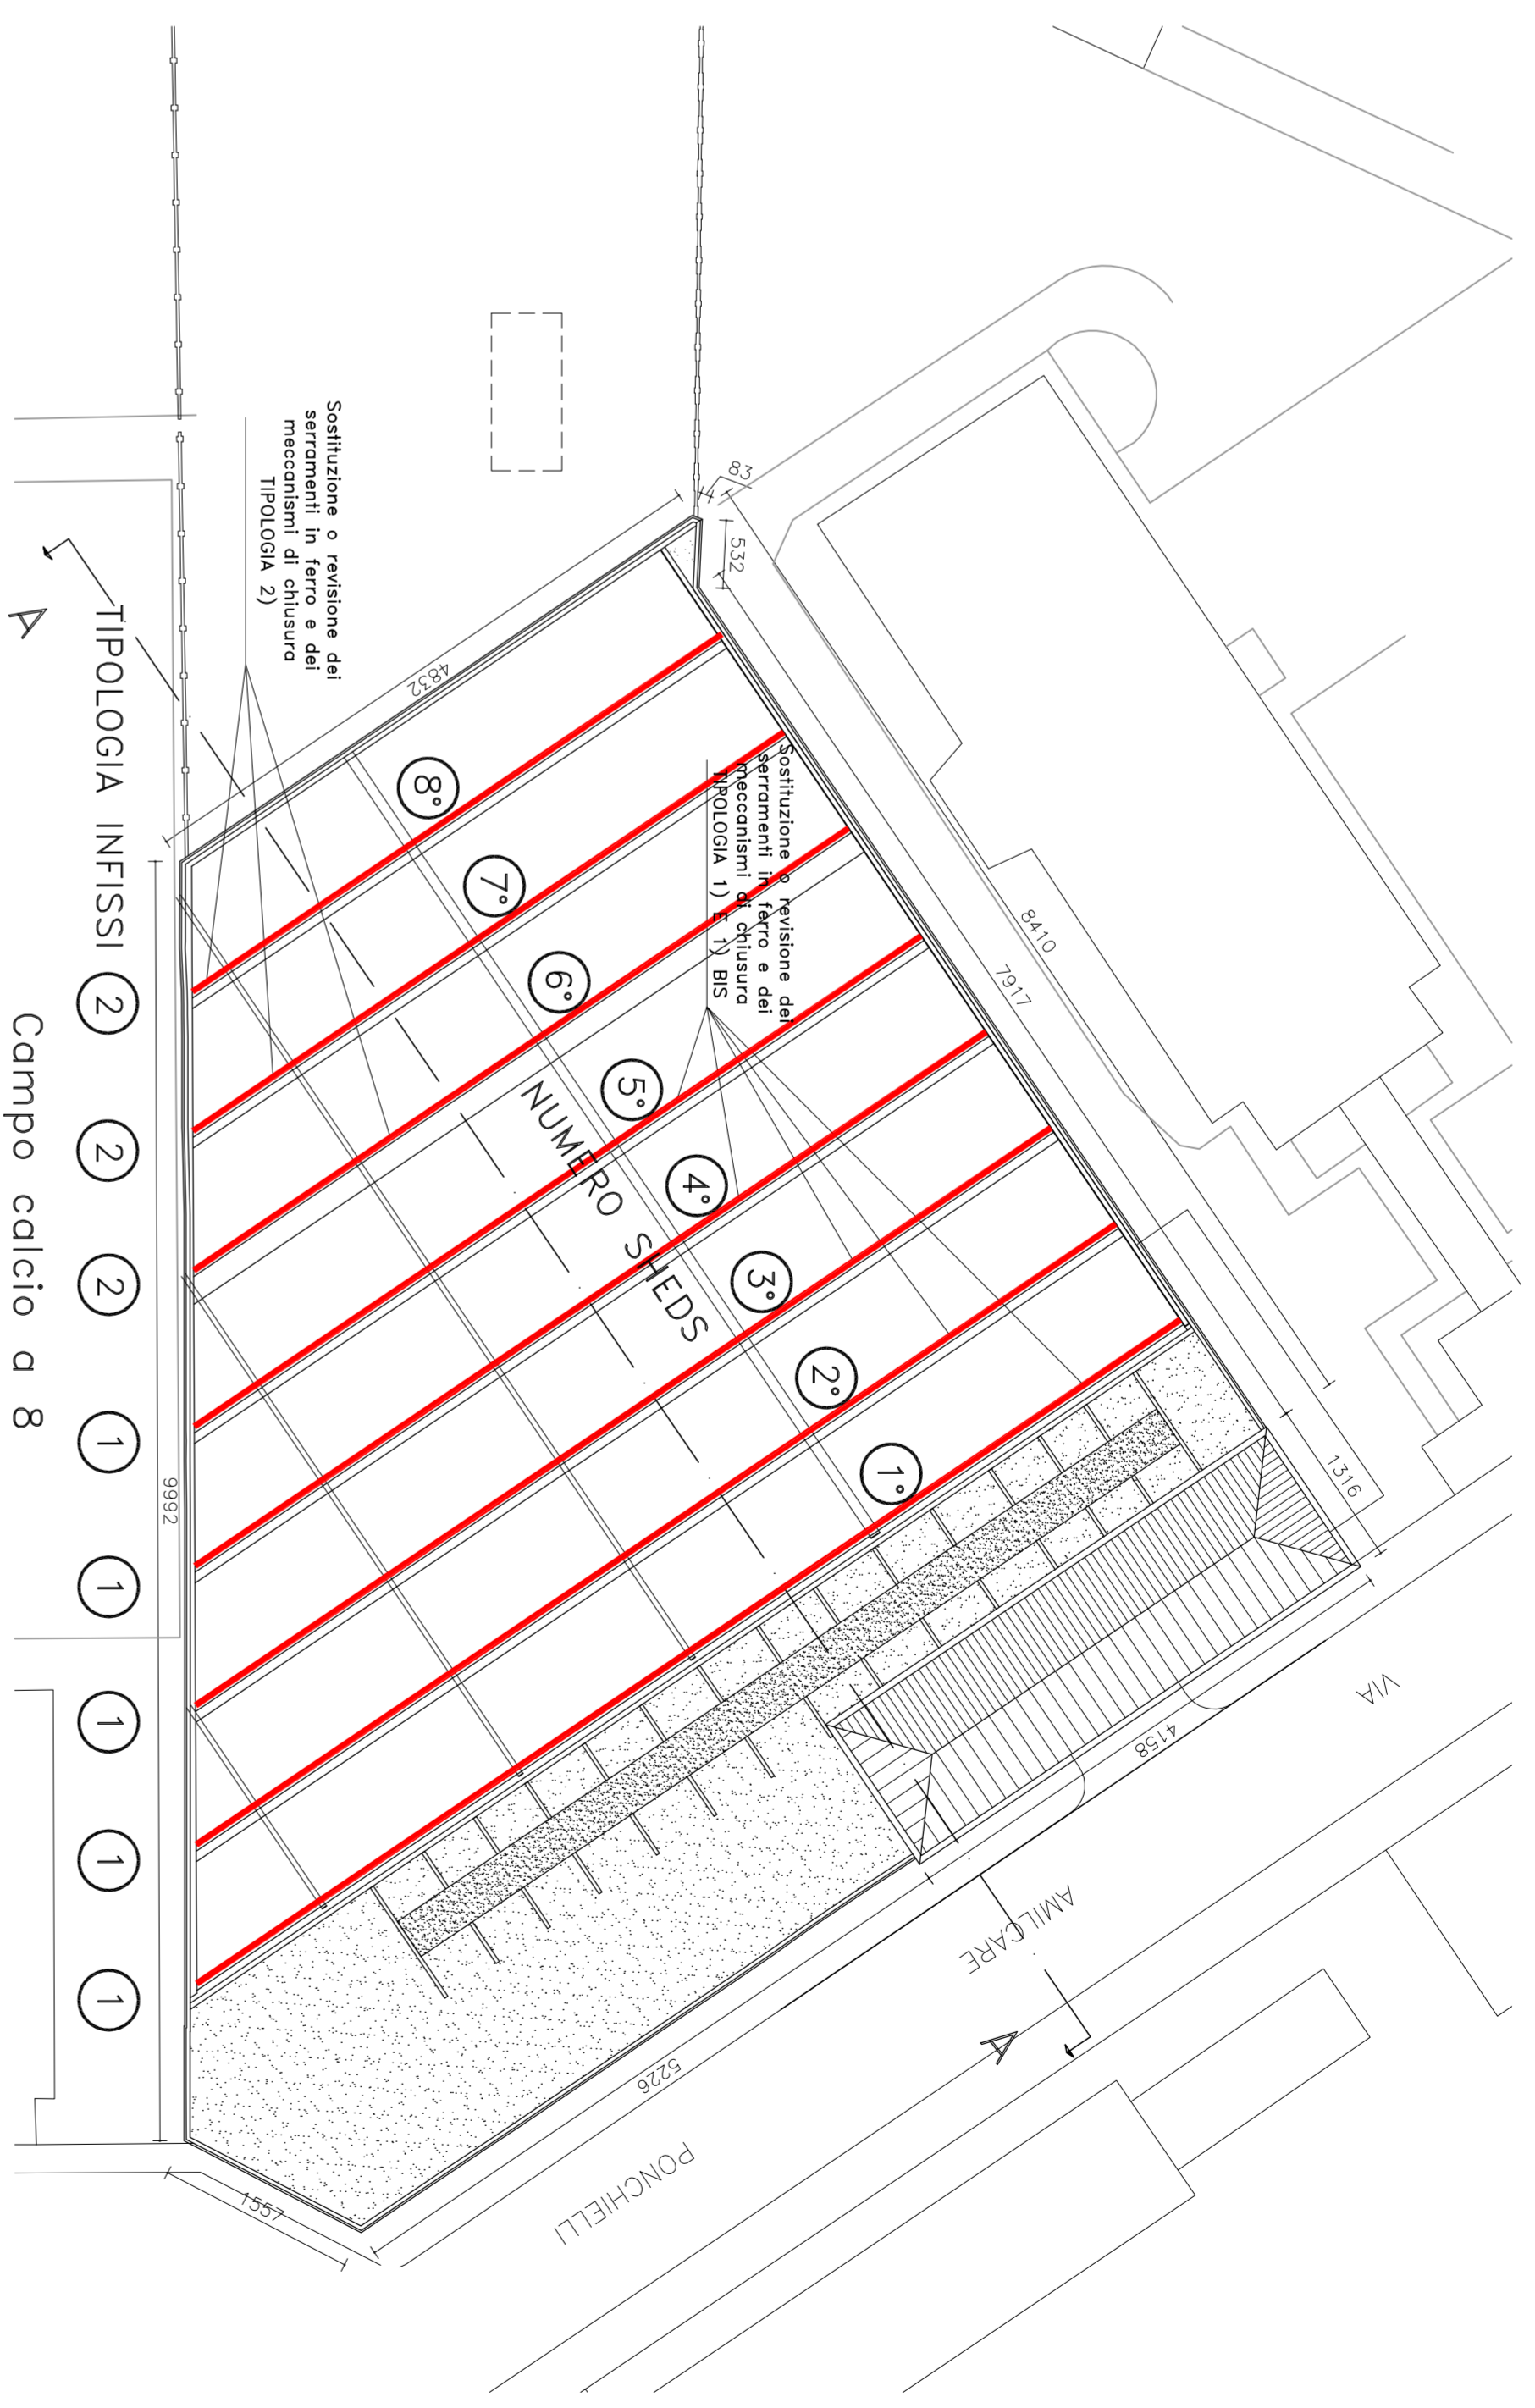 Sostituzione o revisione dei
serramenti in ferro e dei
meccanismi di chiusura
TIPOLOGIA 2)
Sostituzione o revisione dei
serramenti in ferro e dei
meccanismi di chiusura
TIPOLOGIA 1) E 1) BIS
83
532
4832
8410
7917
1316
4158
5226
1557
9992
8°
7°
6°
5°
4°
3°
2°
1°
NUMERO SHEDS
TIPOLOGIA INFISSI 2 2 2 1 1 1 1 1
A
A
Campo calcio a 8
VIA
AMILCARE
PONCHIELLI